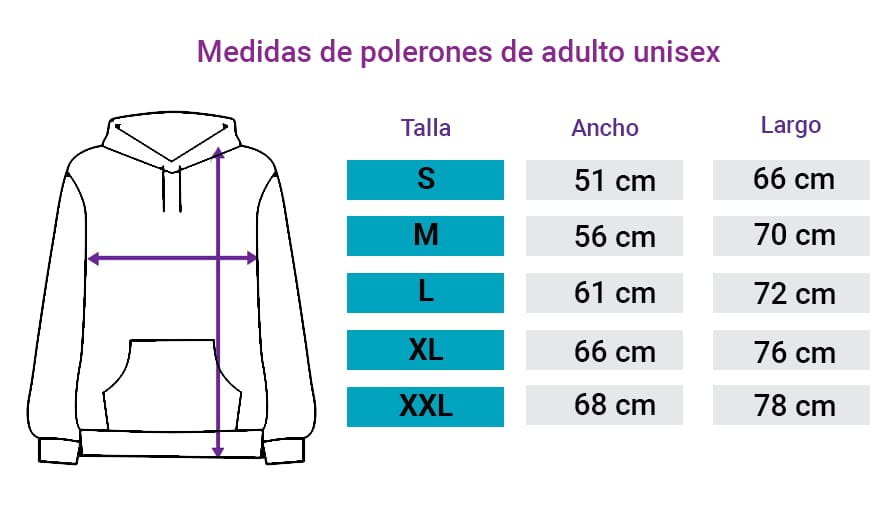 Medidas de polerones de adulto unisex
Talla Ancho Largo
S 51 cm 66 cm
M 56 cm 70 cm
L 61 cm 72 cm
XL 66 cm 76 cm
XXL 68 cm 78 cm